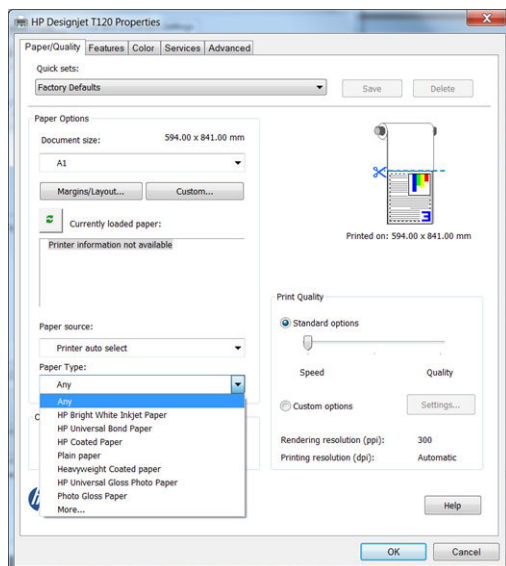 HP Designjet T120 Properties
Paper/Quality Features Color Services Advanced
Quick sets:
Factory Defaults
Save
Delete
Paper Options
Document size:
594.00 x 841.00 mm
A1
Margins/Layout...
Custom...
Currently loaded paper:
Printer information not available
Paper source:
Printer auto select
Paper Type:
Any
Any
HP Bright White Inkjet Paper
HP Universal Bond Paper
HP Coated Paper
Plain paper
Heavyweight Coated paper
HP Universal Gloss Photo Paper
Photo Gloss Paper
More...
Printed on: 594.00 x 841.00 mm
Print Quality
Standard options
Speed
Quality
Custom options
Settings...
Rendering resolution (ppi): 300
Printing resolution (dpi): Automatic
Help
OK
Cancel